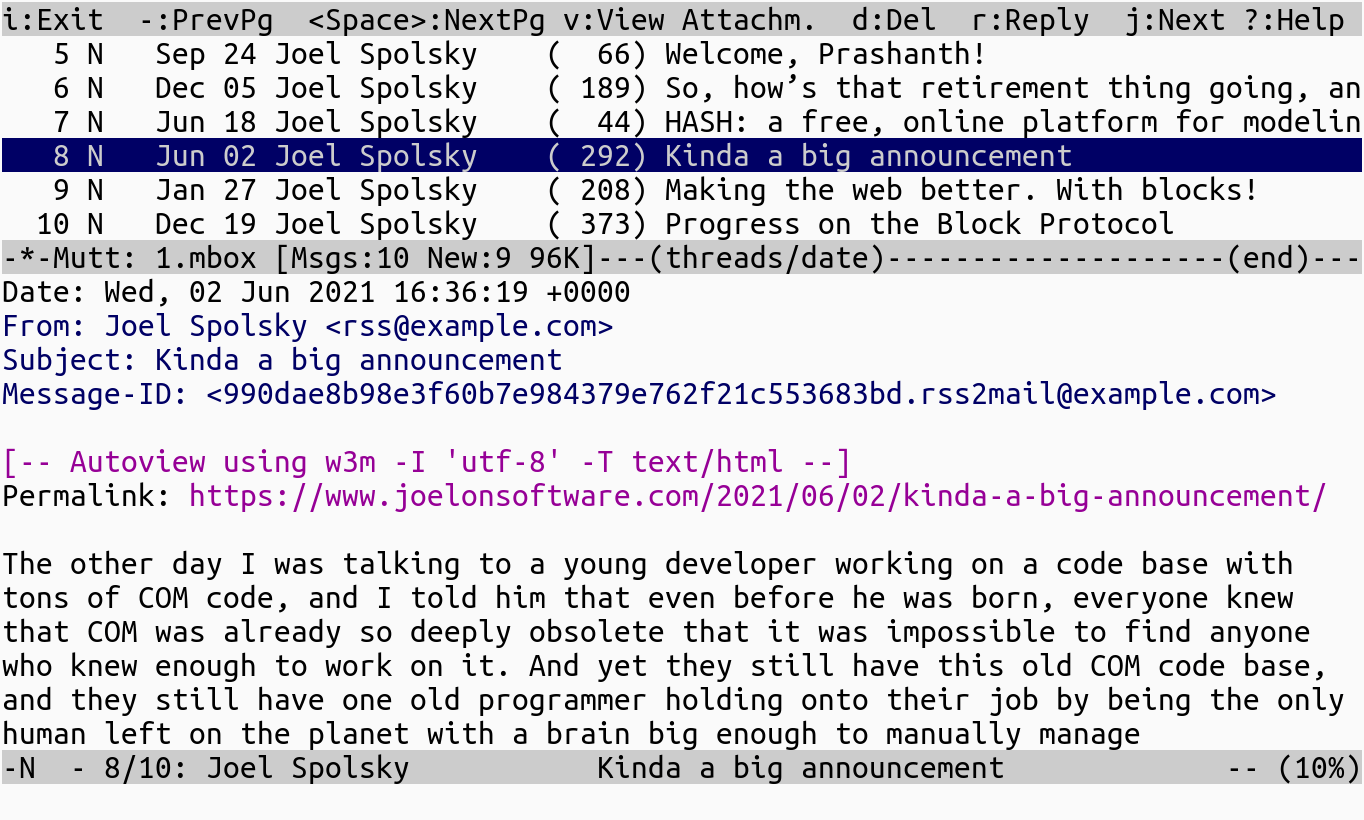 i:Exit  -:PrevPg  <Space>:NextPg v:View Attachm.  d:Del  r:Reply  j:Next ?:Help
   5 N   Sep 24 Joel Spolsky    (  66) Welcome, Prashanth!
   6 N   Dec 05 Joel Spolsky    ( 189) So, how’s that retirement thing going, an
   7 N   Jun 18 Joel Spolsky    (  44) HASH: a free, online platform for modelin
   8 N   Jun 02 Joel Spolsky    ( 292) Kinda a big announcement
   9 N   Jan 27 Joel Spolsky    ( 208) Making the web better. With blocks!
  10 N   Dec 19 Joel Spolsky    ( 373) Progress on the Block Protocol
-*-Mutt: 1.mbox [Msgs:10 New:9 96K]---(threads/date)--------------------(end)---
Date: Wed, 02 Jun 2021 16:36:19 +0000
From: Joel Spolsky <rss@example.com>
Subject: Kinda a big announcement
Message-ID: <990dae8b98e3f60b7e984379e762f21c553683bd.rss2mail@example.com>
[-- Autoview using w3m -I 'utf-8' -T text/html --]
Permalink: https://www.joelonsoftware.com/2021/06/02/kinda-a-big-announcement/
The other day I was talking to a young developer working on a code base with
tons of COM code, and I told him that even before he was born, everyone knew
that COM was already so deeply obsolete that it was impossible to find anyone
who knew enough to work on it. And yet they still have this old COM code base,
and they still have one old programmer holding onto their job by being the only
human left on the planet with a brain big enough to manually manage
-N  - 8/10: Joel Spolsky           Kinda a big announcement             -- (10%)